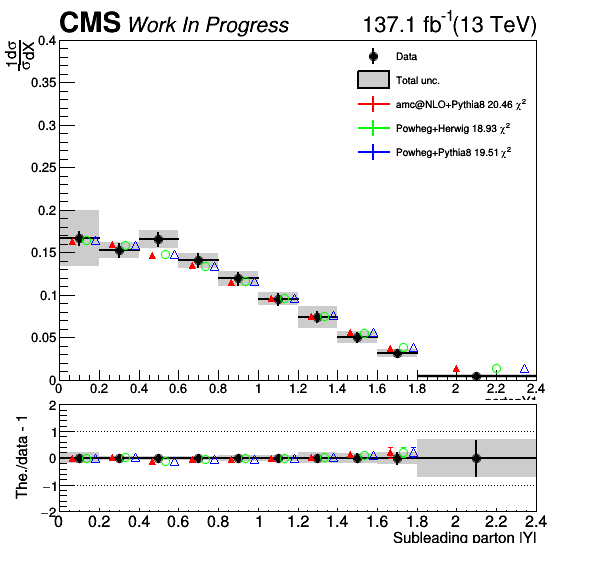 CMS Work In Progress 137.1 fb⁻¹(13 TeV)
1 dσ
σ dX
0.4
0.35
0.3
0.25
0.2
0.15
0.1
0.05
0
Data
Total unc.
amc@NLO+Pythia8 20.46 χ²
Powheg+Herwig 18.93 χ²
Powheg+Pythia8 19.51 χ²
0 0.2 0.4 0.6 0.8 1 1.2 1.4 1.6 1.8 2 2.2 2.4
The./data - 1
2
1
0
−1
−2
0 0.2 0.4 0.6 0.8 1 1.2 1.4 1.6 1.8 2 2.2 2.4
Subleading parton |Y|